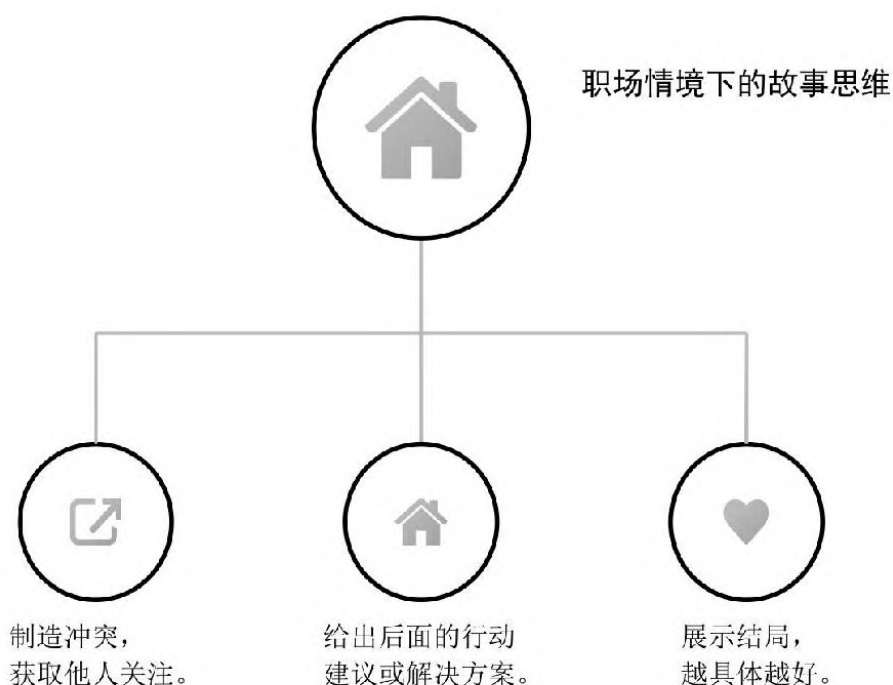 职场情境下的故事思维
制造冲突，
获取他人关注。
给出后面的行动
建议或解决方案。
展示结局，
越具体越好。